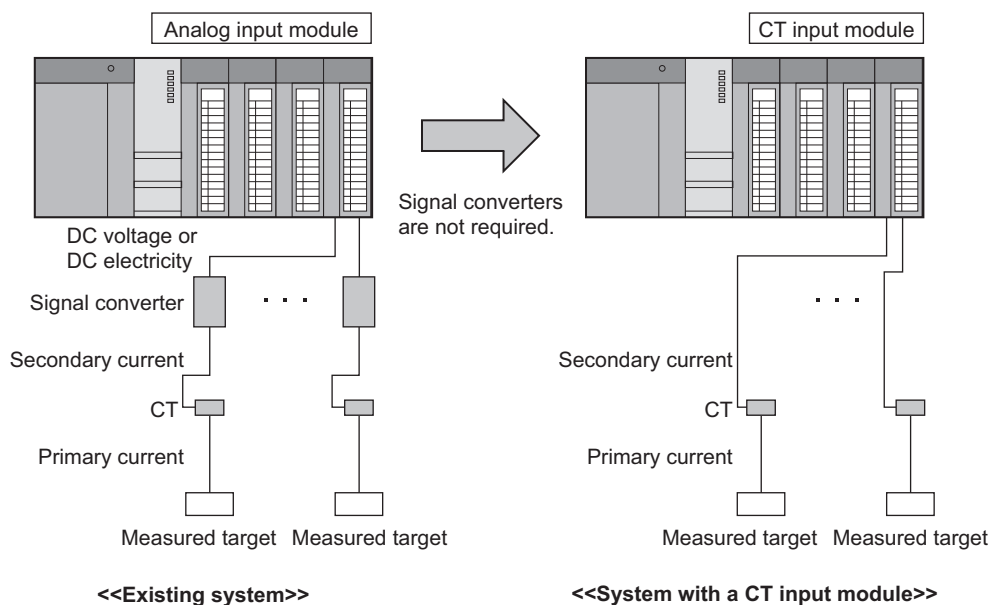 Analog input module
CT input module
Signal converters
are not required.
DC voltage or
DC electricity
Signal converter
. . .
Secondary current
CT
Primary current
Measured target Measured target
<<Existing system>>
. . .
Secondary current
CT
Primary current
Measured target Measured target
<<System with a CT input module>>